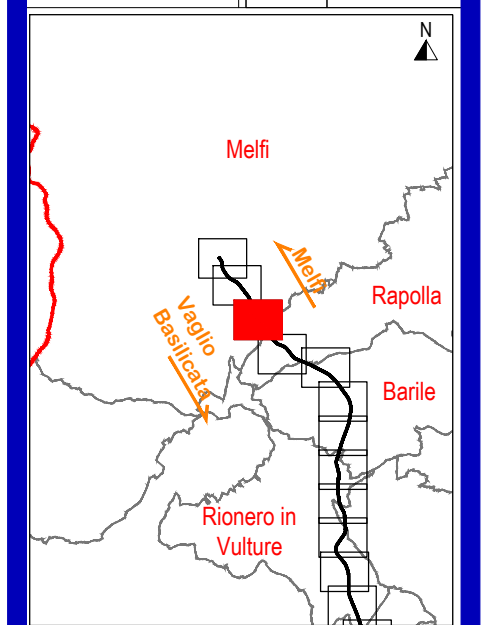 N
Melfi
Melfi
Rapolla
Vaglio
Basilicata
Barile
Rionero in
Vulture